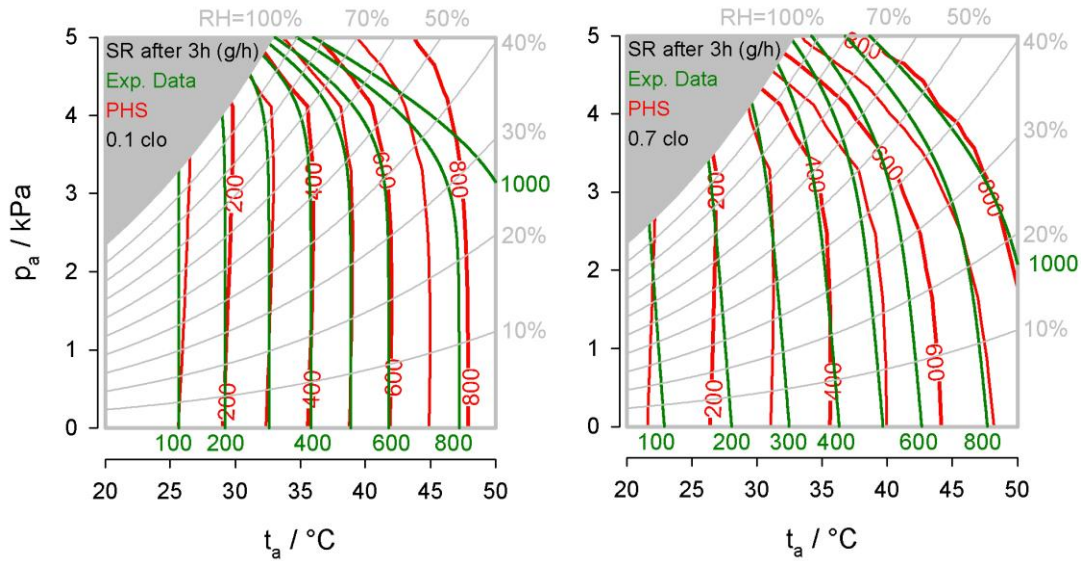 RH=100% 70% 50%
5
4
3
2
1
0
p_a / kPa
SR after 3h (g/h)
Exp. Data
PHS
0.1 clo
40%
30%
20%
10%
1000
200
400
600
800
200
400
600
800
100 200 400 600 800
20 25 30 35 40 45 50
t_a / °C
RH=100% 70% 50%
5
4
3
2
1
0
SR after 3h (g/h)
Exp. Data
PHS
0.7 clo
40%
30%
20%
10%
1000
800
200
400
600
800
200
400
600
100 200 300 400 600 800
20 25 30 35 40 45 50
t_a / °C